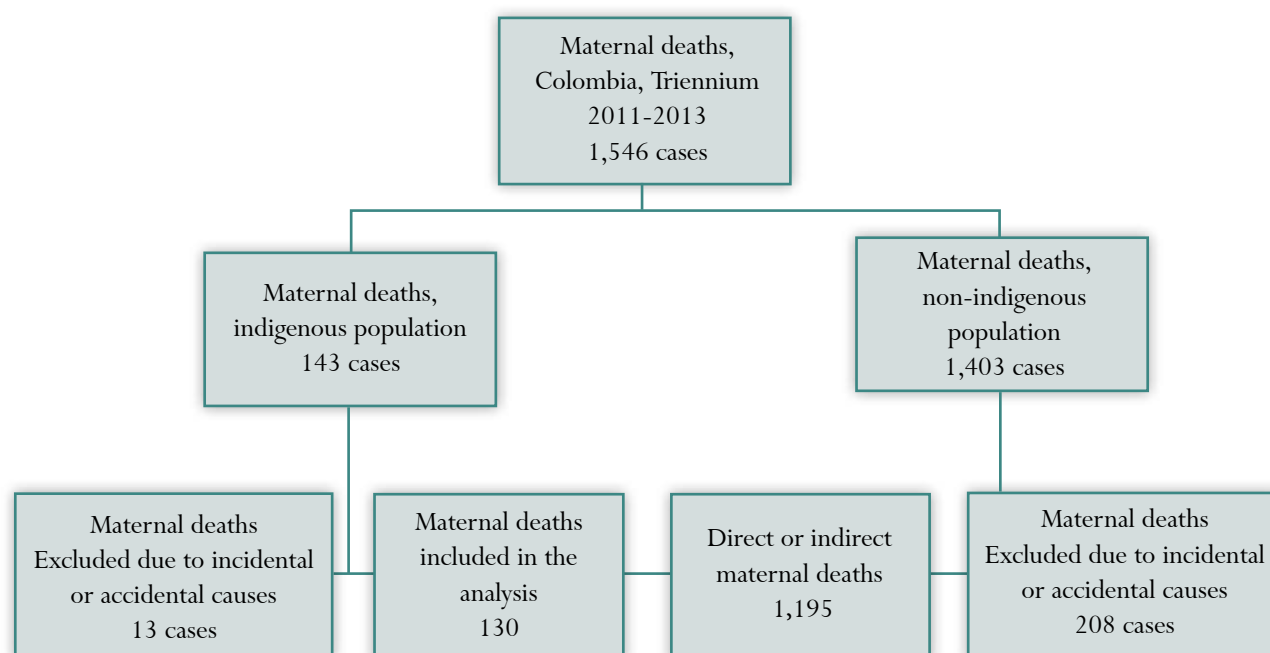 Maternal deaths,
Colombia, Triennium
2011-2013
1,546 cases
Maternal deaths,
indigenous population
143 cases
Maternal deaths,
non-indigenous
population
1,403 cases
Maternal deaths
Excluded due to incidental
or accidental causes
13 cases
Maternal deaths
included in the
analysis
130
Direct or indirect
maternal deaths
1,195
Maternal deaths
Excluded due to incidental
or accidental causes
208 cases